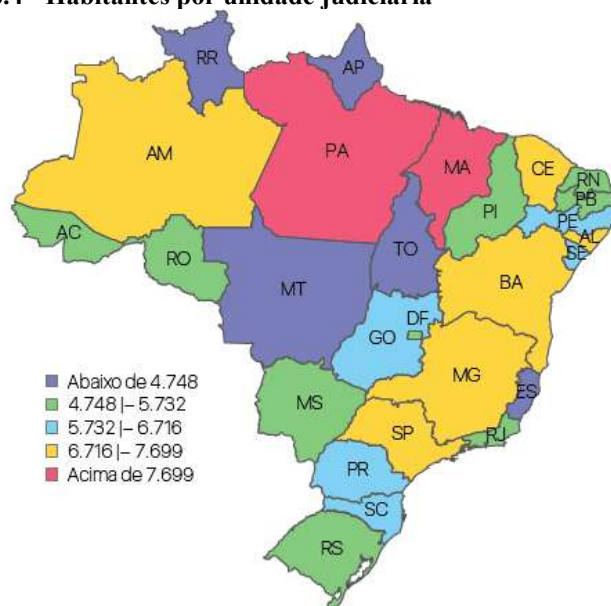 Habitantes por unidade judiciária
RR
AP
AM
PA
MA
CE
RN
PB
PI
PE
AL
SE
AC
RO
TO
BA
MT
DF
GO
MG
ES
MS
SP
RJ
PR
SC
RS
Abaixo de 4.748
4.748 |– 5.732
5.732 |– 6.716
6.716 |– 7.699
Acima de 7.699